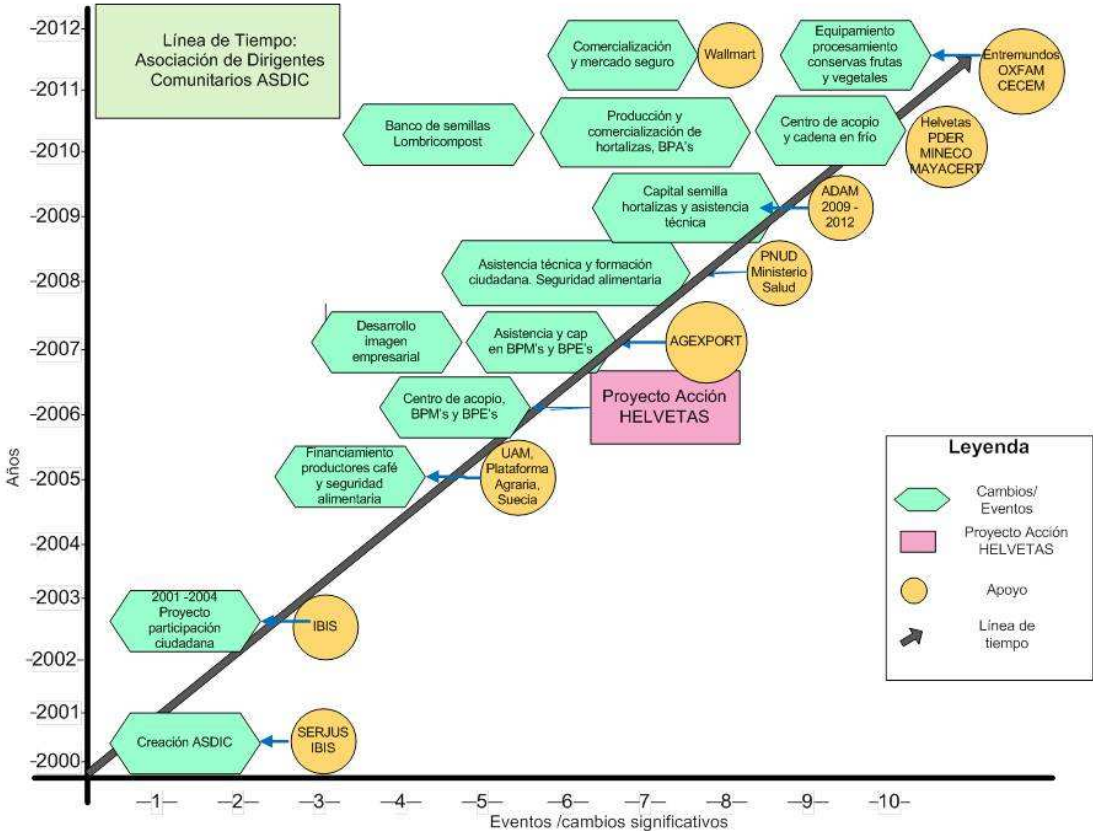 Línea de Tiempo:
Asociación de Dirigentes
Comunitarios ASDIC
Comercialización
y mercado seguro
Wallmart
Equipamiento
procesamiento
conservas frutas
y vegetales
Entremundos
OXFAM
CECEM
Banco de semillas
Lombricompost
Producción y
comercialización de
hortalizas, BPA's
Centro de acopio
y cadena en frío
Helvetas
PDER
MINECO
MAYACERT
Capital semilla
hortalizas y asistencia
técnica
ADAM
2009 -
2012
Asistencia técnica y formación
ciudadana. Seguridad alimentaria
PNUD
Ministerio
Salud
Desarrollo
imagen
empresarial
Asistencia y cap
en BPM's y BPE's
AGEXPORT
Centro de acopio,
BPM's y BPE's
Proyecto Acción
HELVETAS
Financiamiento
productores café
y seguridad
alimentaria
UAM,
Plataforma
Agraria,
Suecia
2001 -2004
Proyecto
participación
ciudadana
IBIS
Creación ASDIC
SERJUS
IBIS
Leyenda
Cambios/
Eventos
Proyecto Acción
HELVETAS
Apoyo
Línea de
tiempo
Años
–2012–
–2011–
–2010–
–2009–
–2008–
–2007–
–2006–
–2005–
–2004–
–2003–
–2002–
–2001–
–2000–
–1– –2– –3– –4– –5– –6– –7– –8– –9– –10–
Eventos /cambios significativos